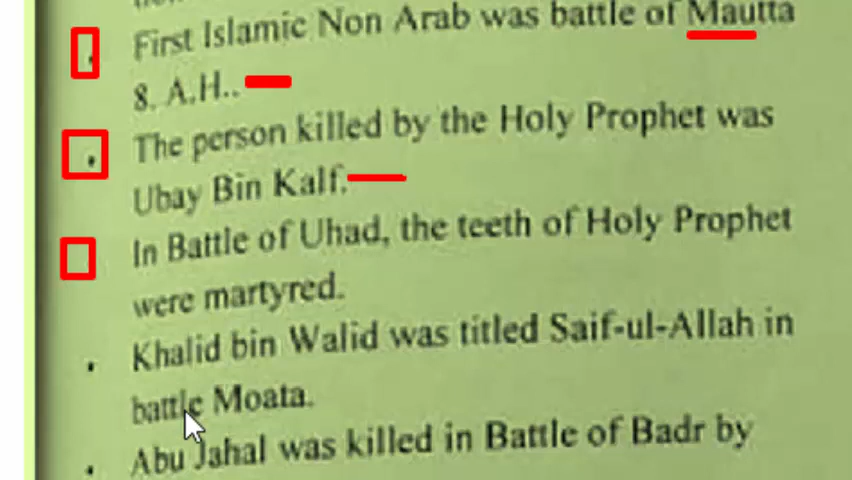 First Islamic Non Arab was battle of Mautta
8. A.H..
The person killed by the Holy Prophet was
Ubay Bin Kalf.
In Battle of Uhad, the teeth of Holy Prophet
were martyred.
Khalid bin Walid was titled Saif-ul-Allah in
battle Moata.
Abu Jahal was killed in Battle of Badr by